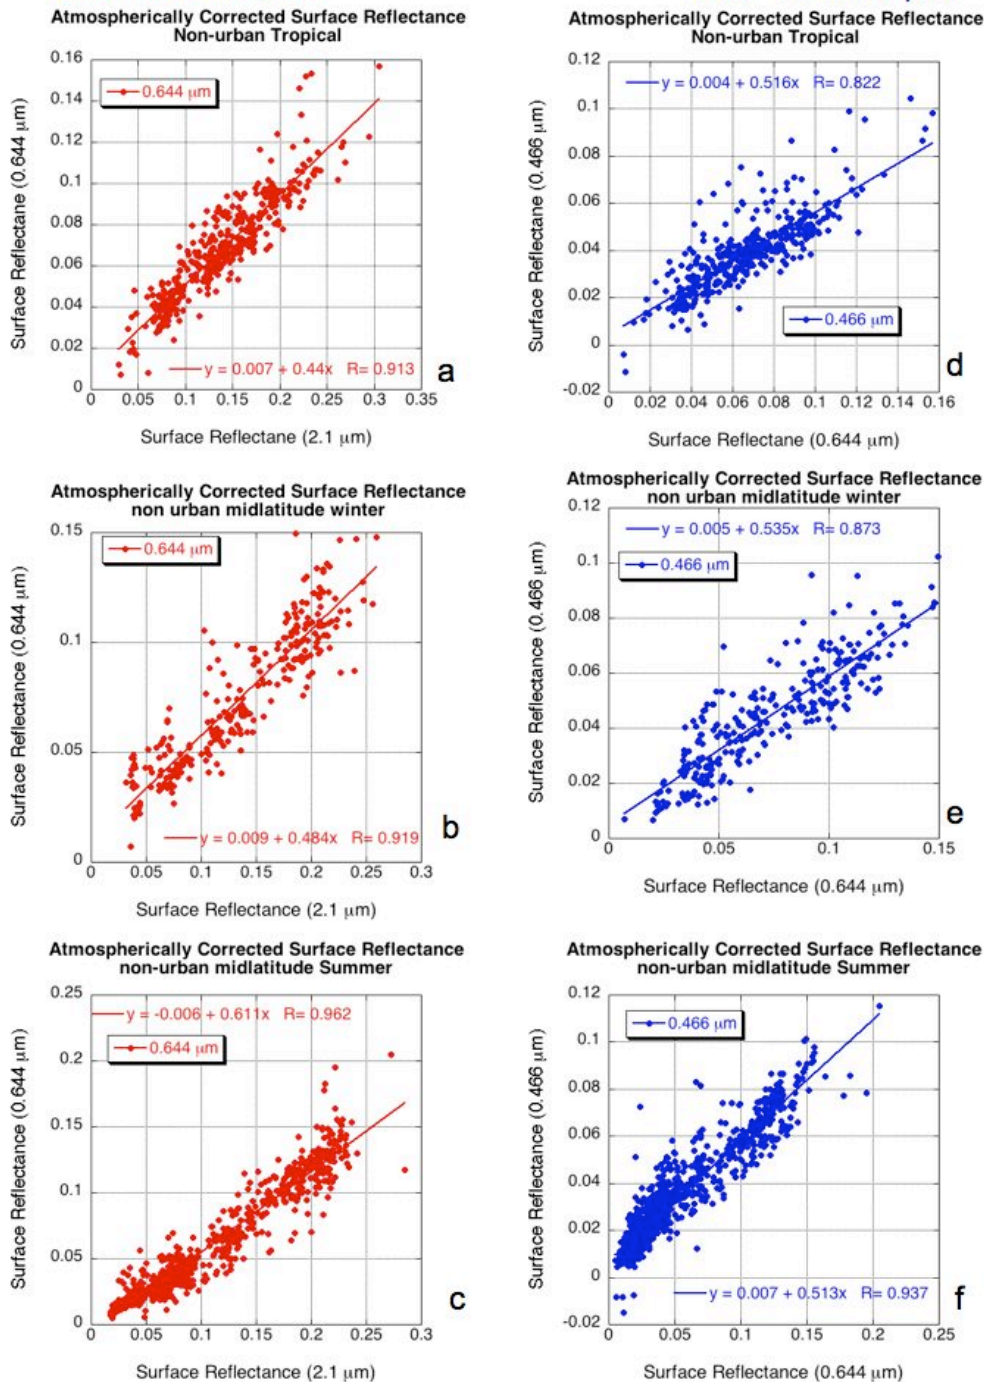 Atmospherically Corrected Surface Reflectance
Non-urban Tropical
0.644 µm
y = 0.007 + 0.44x R= 0.913
a
Surface Reflectane (0.644 µm)
0.16
0.14
0.12
0.1
0.08
0.06
0.04
0.02
0
0 0.05 0.1 0.15 0.2 0.25 0.3 0.35
Surface Reflectane (2.1 µm)
Atmospherically Corrected Surface Reflectance
Non-urban Tropical
y = 0.004 + 0.516x R= 0.822
0.466 µm
d
Surface Reflectane (0.466 µm)
0.12
0.1
0.08
0.06
0.04
0.02
0
-0.02
0 0.02 0.04 0.06 0.08 0.1 0.12 0.14 0.16
Surface Reflectane (0.644 µm)
Atmospherically Corrected Surface Reflectance
non urban midlatitude winter
0.644 µm
y = 0.009 + 0.484x R= 0.919
b
Surface Reflectance (0.644 µm)
0.15
0.1
0.05
0
0 0.05 0.1 0.15 0.2 0.25 0.3
Surface Reflectance (2.1 µm)
Atmospherically Corrected Surface Reflectance
non urban midlatitude winter
y = 0.005 + 0.535x R= 0.873
0.466 µm
e
Surface Reflectance (0.466 µm)
0.12
0.1
0.08
0.06
0.04
0.02
0
0 0.05 0.1 0.15
Surface Reflectance (0.644 µm)
Atmospherically Corrected Surface Reflectance
non-urban midlatitude Summer
y = -0.006 + 0.611x R= 0.962
0.644 µm
c
Surface Reflectance (0.644 µm)
0.25
0.2
0.15
0.1
0.05
0
0 0.05 0.1 0.15 0.2 0.25 0.3
Surface Reflectance (2.1 µm)
Atmospherically Corrected Surface Reflectance
non-urban midlatitude Summer
0.466 µm
y = 0.007 + 0.513x R= 0.937
f
Surface Reflectance (0.466 µm)
0.12
0.1
0.08
0.06
0.04
0.02
0
-0.02
0 0.05 0.1 0.15 0.2 0.25
Surface Reflectance (0.644 µm)